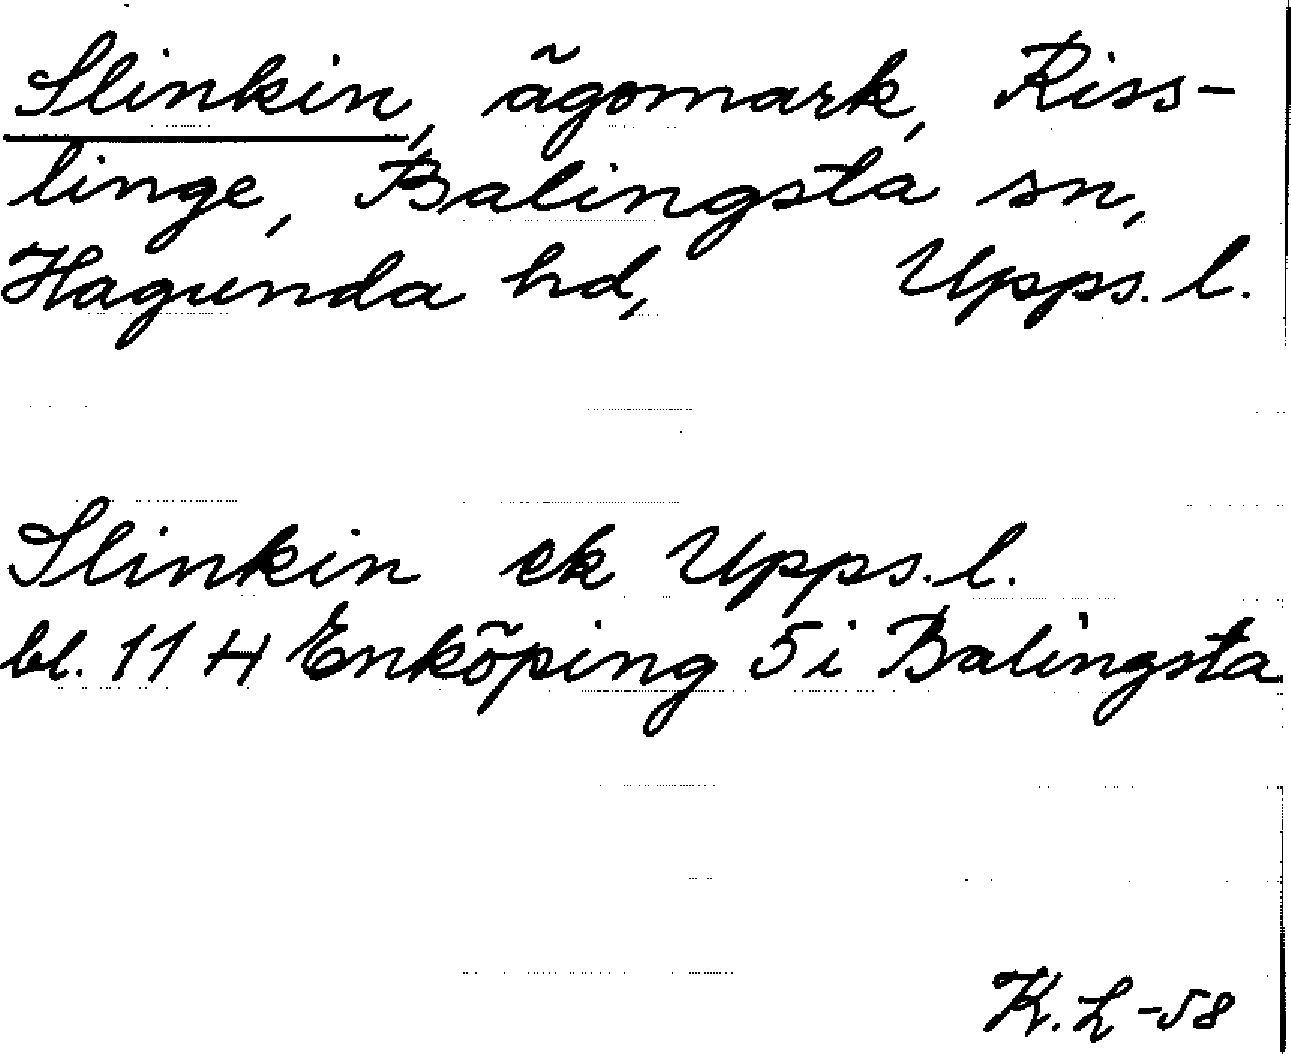 Slinkin, ägomark, Riss-
linge, Balingsta sn,
Hagunda hd, Upps. l.
Slinkin ek Upps. l.
bl. 11 H Enköping 5 i Balingsta
K. L -58